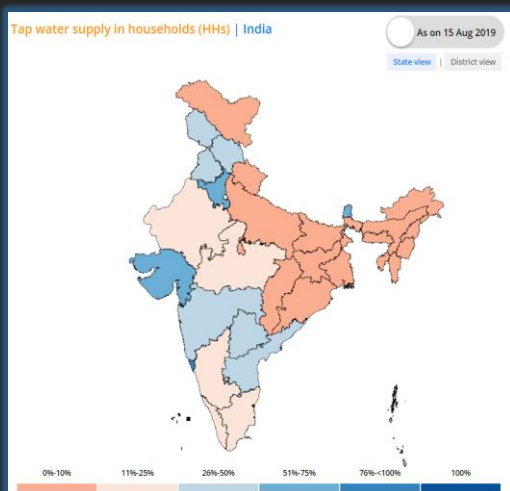 Tap water supply in households (HHs) | India
As on 15 Aug 2019
State view | District view
0%-10% 11%-25% 26%-50% 51%-75% 76%-<100% 100%